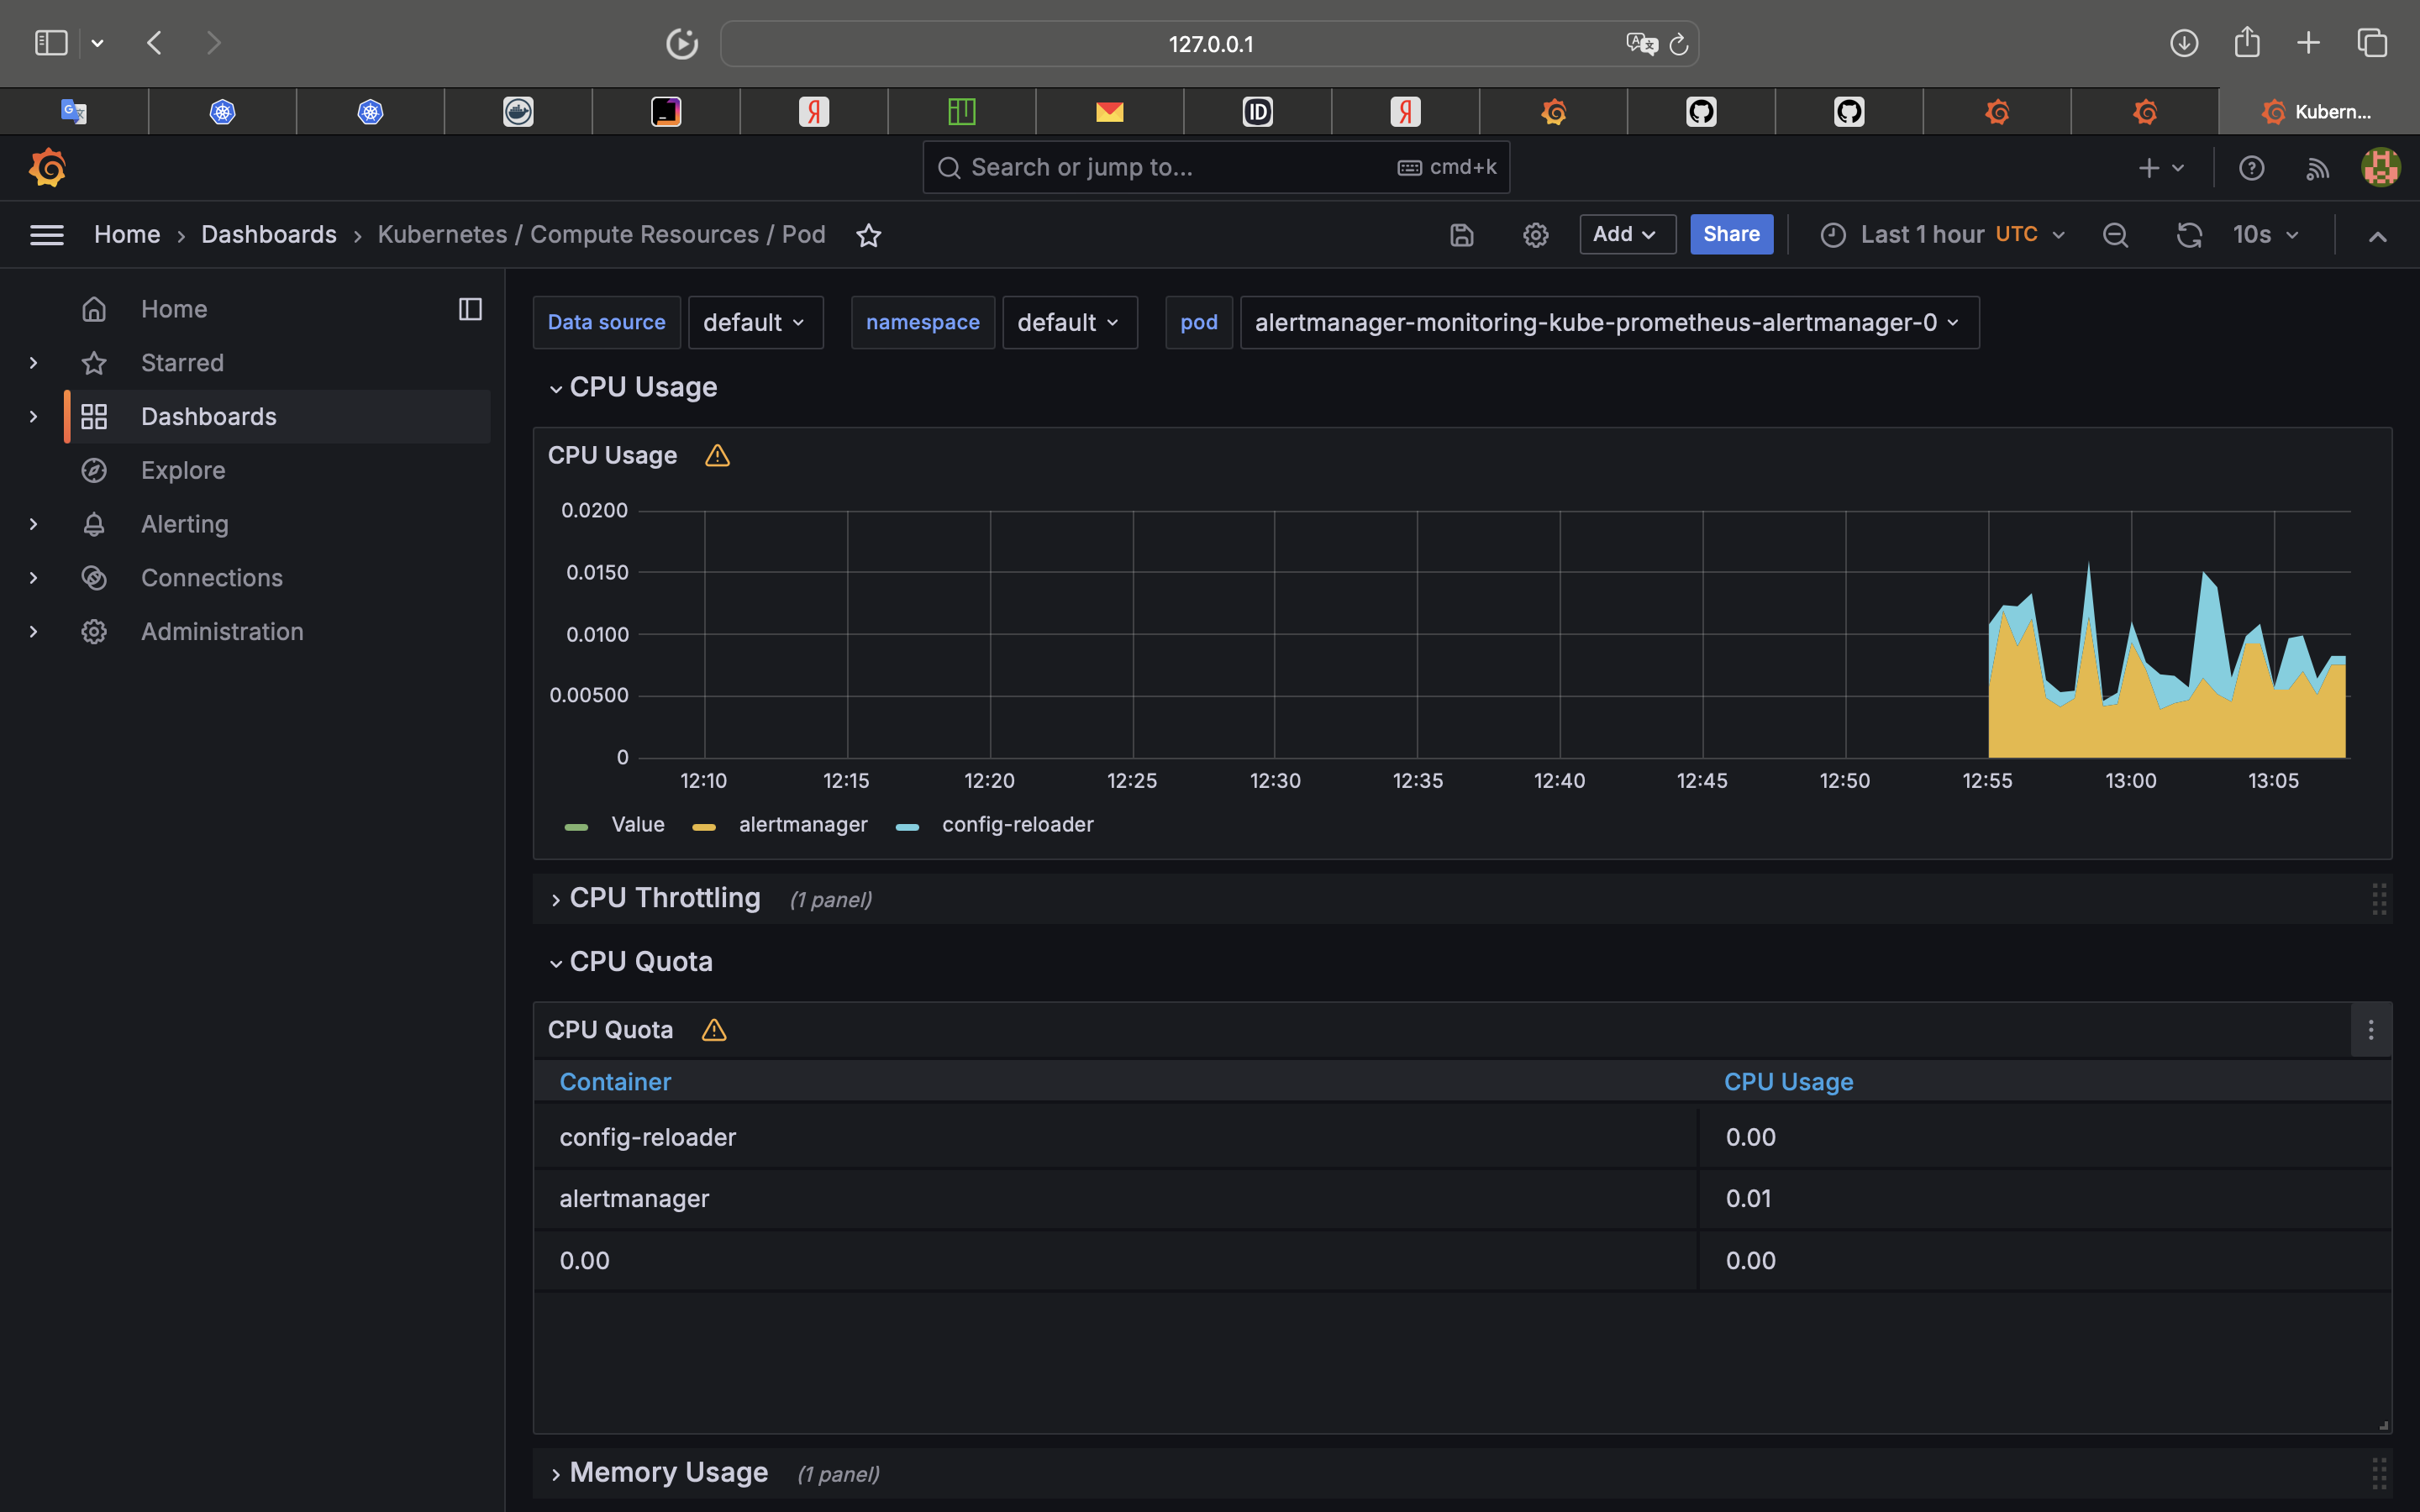 127.0.0.1
Kubern...
Search or jump to... cmd+k
Home › Dashboards › Kubernetes / Compute Resources / Pod Add Share Last 1 hour UTC 10s
Home
Starred
Dashboards
Explore
Alerting
Connections
Administration
Data source default namespace default pod alertmanager-monitoring-kube-prometheus-alertmanager-0
CPU Usage
CPU Usage
0.0200
0.0150
0.0100
0.00500
0
12:10 12:15 12:20 12:25 12:30 12:35 12:40 12:45 12:50 12:55 13:00 13:05
Value alertmanager config-reloader
CPU Throttling (1 panel)
CPU Quota
CPU Quota
Container CPU Usage
config-reloader 0.00
alertmanager 0.01
0.00 0.00
Memory Usage (1 panel)